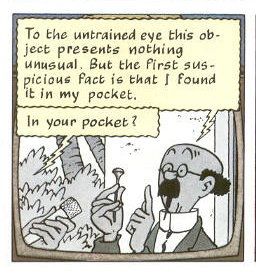 To the untrained eye this ob-
ject presents nothing
unusual. But the first sus-
picious fact is that I found
it in my pocket.
In your pocket?